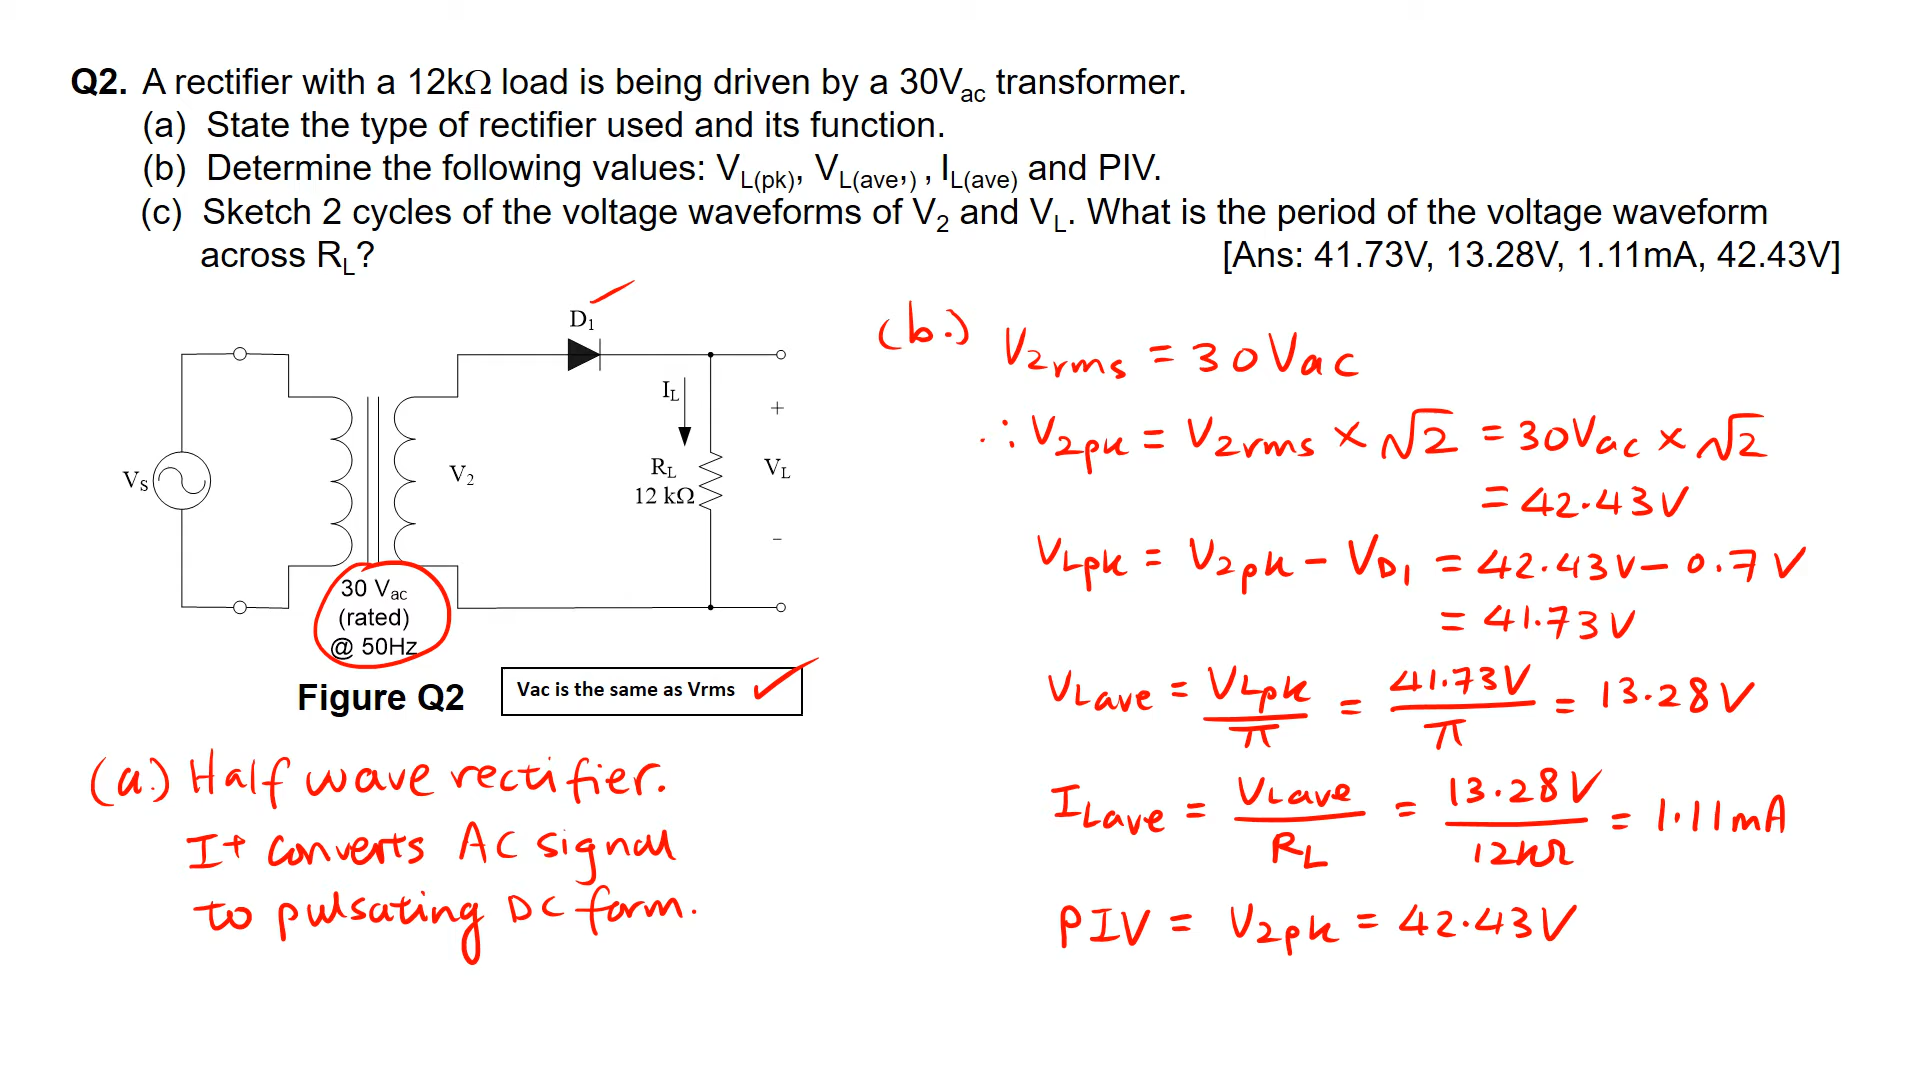 Q2. A rectifier with a 12kΩ load is being driven by a 30Vac transformer.
(a) State the type of rectifier used and its function.
(b) Determine the following values: VL(pk), VL(ave,) , IL(ave) and PIV.
(c) Sketch 2 cycles of the voltage waveforms of V2 and VL. What is the period of the voltage waveform
across RL? [Ans: 41.73V, 13.28V, 1.11mA, 42.43V]
D1
IL
+
VS
V2
RL
12 kΩ
VL
-
30 Vac
(rated)
@ 50Hz
Figure Q2
Vac is the same as Vrms
(a.) Half wave rectifier.
It converts AC signal
to pulsating DC form.
(b.) V2rms = 30Vac
∴ V2pk = V2rms × √2 = 30Vac × √2
= 42.43V
VLpk = V2pk - VD1 = 42.43V - 0.7V
= 41.73V
VLave = VLpk/π = 41.73V/π = 13.28V
ILave = VLave/RL = 13.28V/12kΩ = 1.11mA
PIV = V2pk = 42.43V